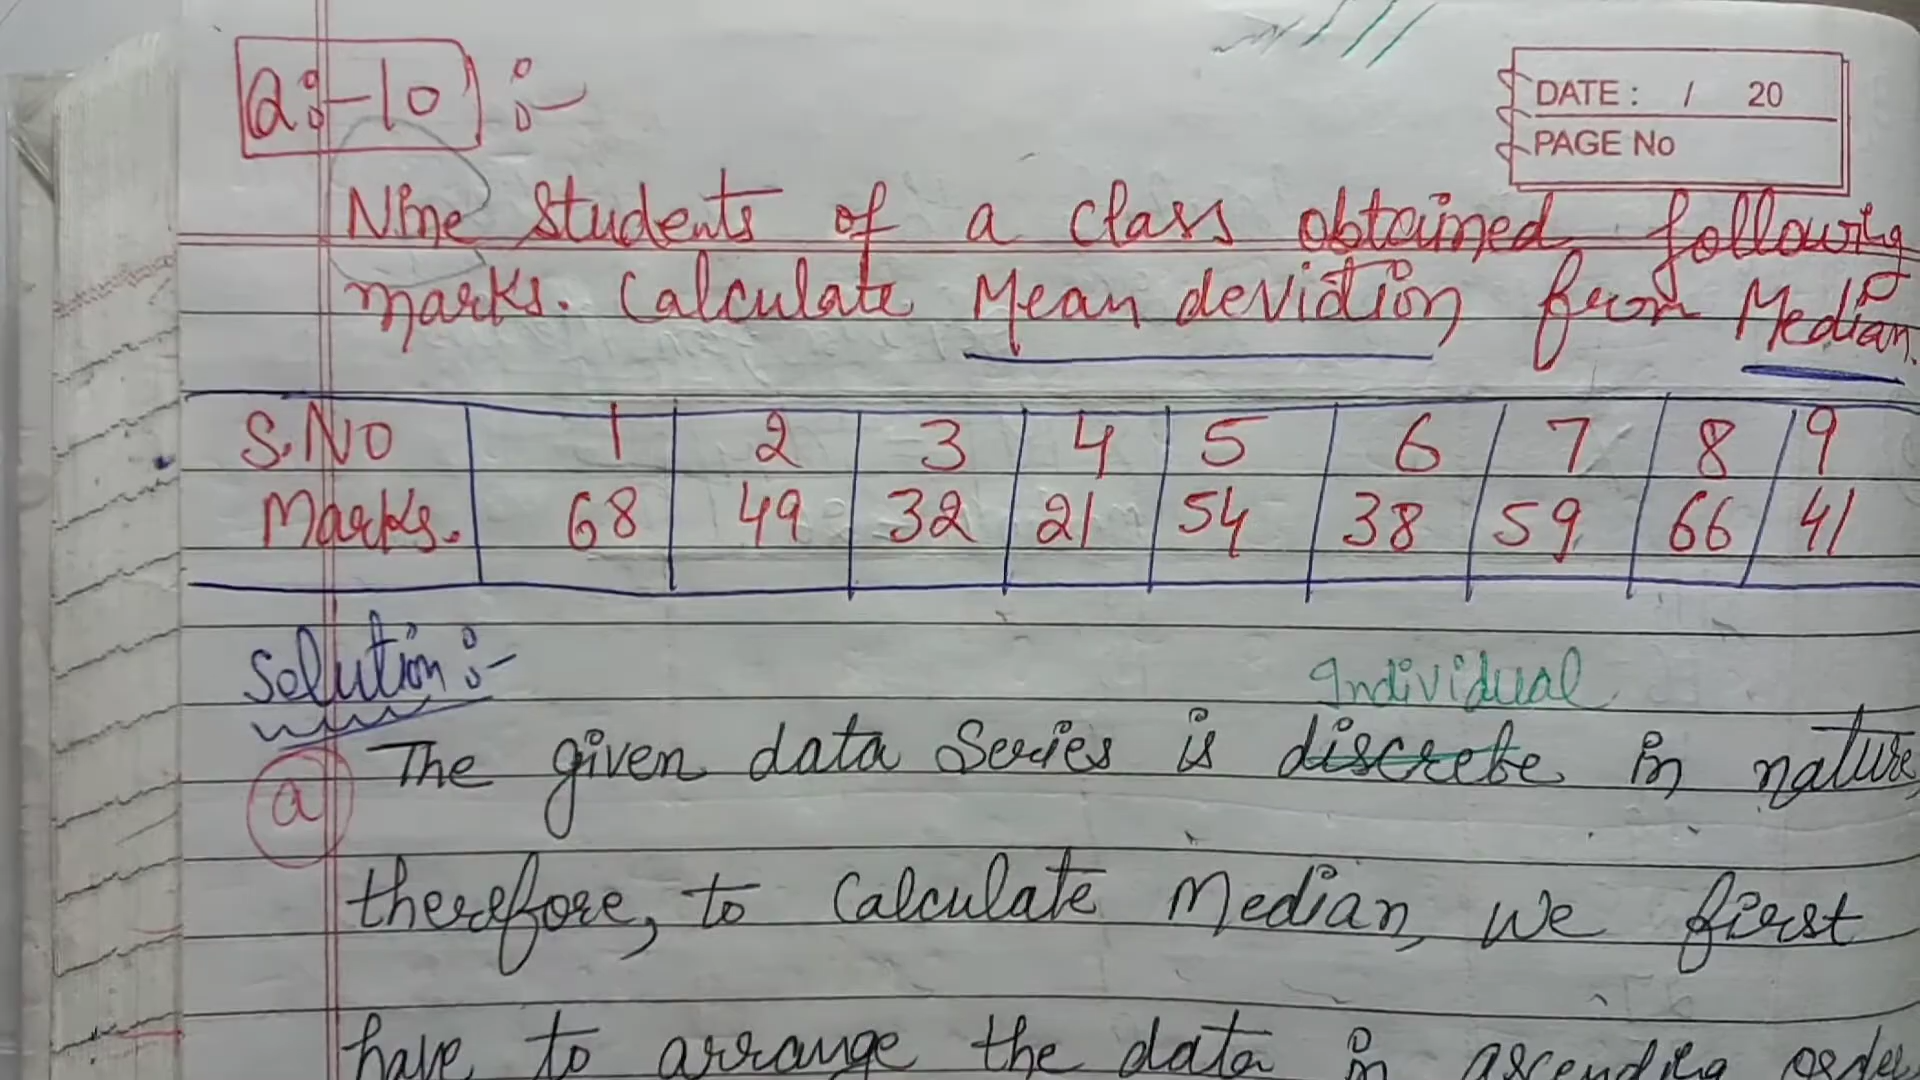 Q:-10 :-
DATE : / 20
PAGE No
Nine students of a class obtained following
marks. Calculate Mean deviation from Median.
S.No 1 2 3 4 5 6 7 8 9
Marks. 68 49 32 21 54 38 59 66 41
Solution :-
Individual
a The given data Series is discrete in nature,
therefore, to Calculate Median, we first
have to arrange the data in ascending order